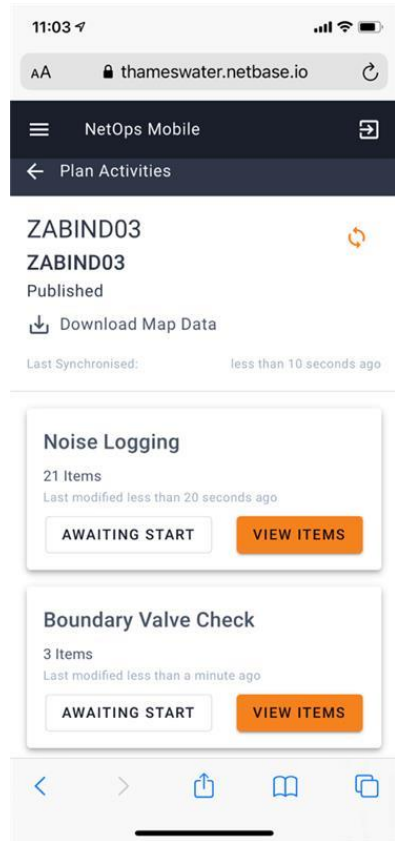 11:03
AA thameswater.netbase.io
NetOps Mobile
Plan Activities
ZABIND03
ZABIND03
Published
Download Map Data
Last Synchronised: less than 10 seconds ago
Noise Logging
21 Items
Last modified less than 20 seconds ago
AWAITING START VIEW ITEMS
Boundary Valve Check
3 Items
Last modified less than a minute ago
AWAITING START VIEW ITEMS